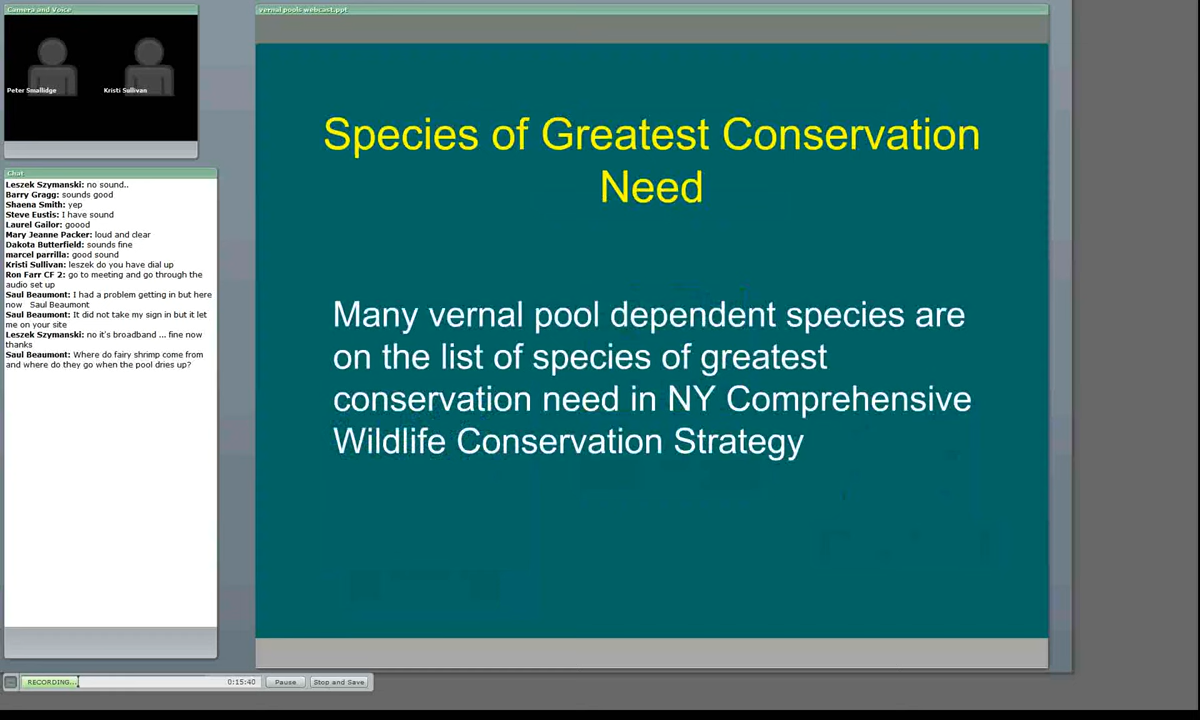 Camera and Voice
Peter Smallidge
Kristi Sullivan
Chat
Leszek Szymanski: no sound..
Barry Gragg: sounds good
Shaena Smith: yep
Steve Eustis: I have sound
Laurel Gailor: goood
Mary Jeanne Packer: loud and clear
Dakota Butterfield: sounds fine
marcel parrilla: good sound
Kristi Sullivan: leszek do you have dial up
Ron Farr CF 2: go to meeting and go through the
audio set up
Saul Beaumont: I had a problem getting in but here
now Saul Beaumont
Saul Beaumont: It did not take my sign in but it let
me on your site
Leszek Szymanski: no it's broadband ... fine now
thanks
Saul Beaumont: Where do fairy shrimp come from
and where do they go when the pool dries up?
vernal pools webcast.ppt
Species of Greatest Conservation
Need
Many vernal pool dependent species are
on the list of species of greatest
conservation need in NY Comprehensive
Wildlife Conservation Strategy
RECORDING... 0:15:40 Pause Stop and Save